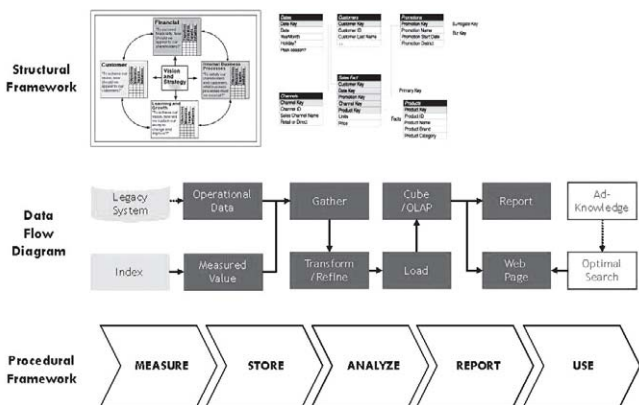 Structural
Framework
Financial
Customer
Vision
and
Strategy
Internal Business
Processes
Learning and
Growth
Dates
Date Key
Date
Year/Month
Holiday?
Customers
Customer Key
Customer ID
Customer Last Name
...
Promotions
Promotion Key
Promotion Name
Promotion Start Date
Promotion District
Surrogate Key
Sales Fact
Customer Key
Date Key
Promotion Key
Channel Key
Product Key
Units
Price
Primary Key
Facts
Channels
Channel Key
Channel ID
Sales Channel Name
Retail or Direct
Products
Product Key
Product ID
Product Name
Product Brand
Product Category
Data
Flow
Diagram
Legacy
System
Operational
Data
Gather
Cube
/OLAP
Report
Ad-
Knowledge
Index
Measured
Value
Transform
/Refine
Load
Web
Page
Optimal
Search
Procedural
Framework
MEASURE
STORE
ANALYZE
REPORT
USE